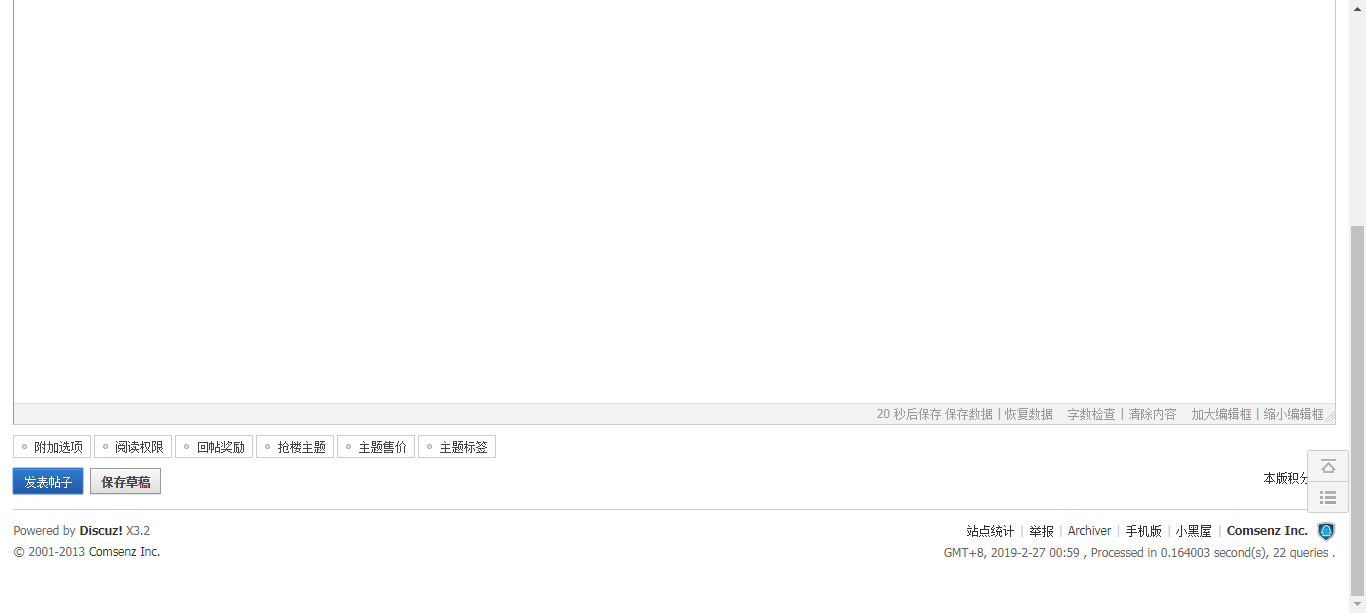 20 秒后保存 保存数据 | 恢复数据 字数检查 | 清除内容 加大编辑框 | 缩小编辑框
附加选项 阅读权限 回帖奖励 抢楼主题 主题售价 主题标签
发表帖子 保存草稿 本版积分
Powered by Discuz! X3.2 站点统计 | 举报 | Archiver | 手机版 | 小黑屋 | Comsenz Inc.
© 2001-2013 Comsenz Inc. GMT+8, 2019-2-27 00:59 , Processed in 0.164003 second(s), 22 queries .